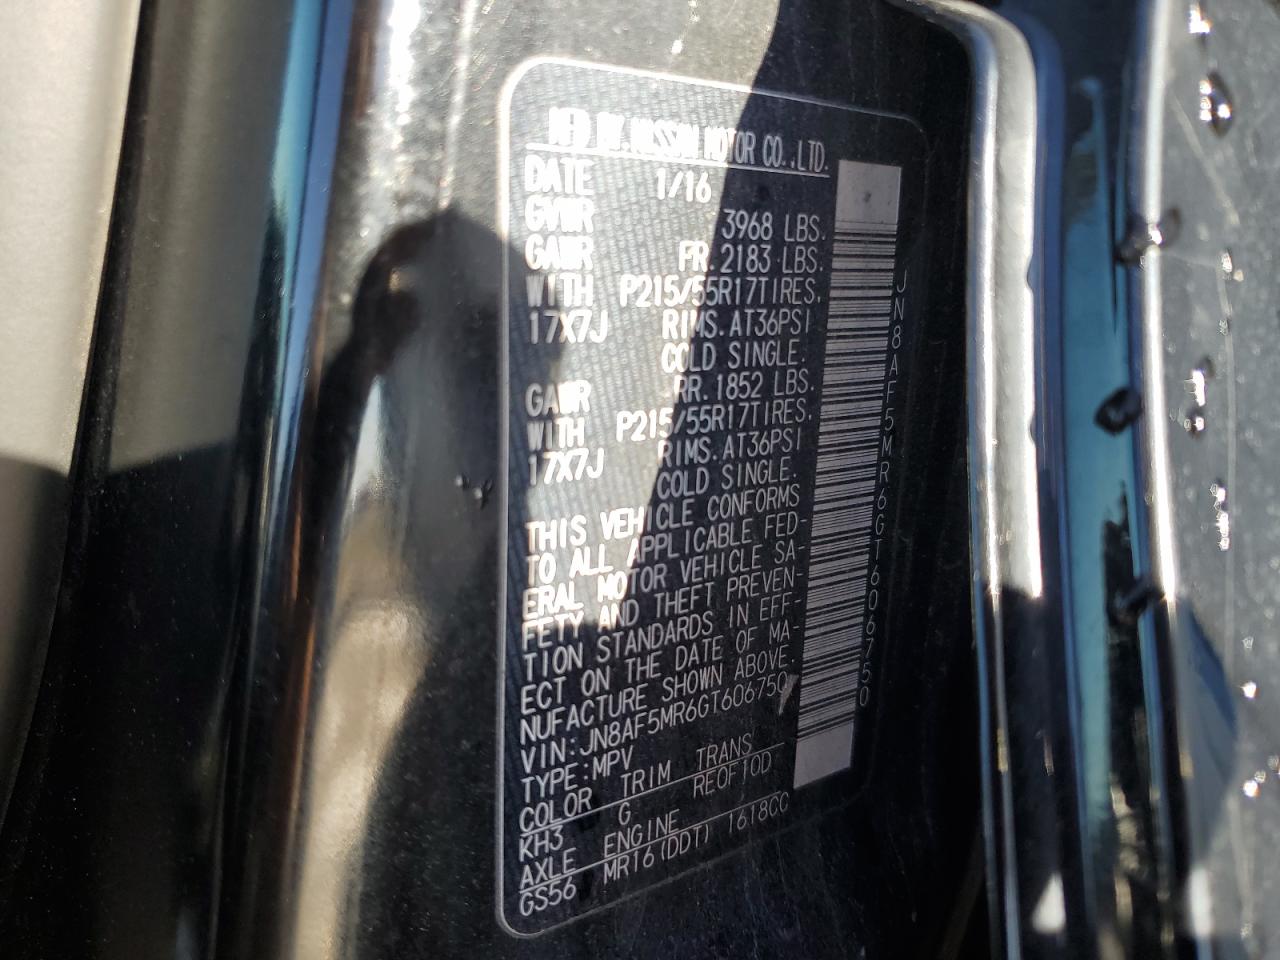 MFD BY.NISSAN MOTOR CO.,LTD.
DATE 1/16
GVWR 3968 LBS.
GAWR FR.2183 LBS.
WITH P215/55R17TIRES.
17X7J RIMS.AT36PSI
COLD SINGLE.
GAWR RR.1852 LBS.
WITH P215/55R17TIRES.
17X7J RIMS.AT36PSI
COLD SINGLE.
THIS VEHICLE CONFORMS
TO ALL APPLICABLE FED-
ERAL MOTOR VEHICLE SA-
FETY AND THEFT PREVEN-
TION STANDARDS IN EFF-
ECT ON THE DATE OF MA-
NUFACTURE SHOWN ABOVE.
VIN:JN8AF5MR6GT606750
TYPE:MPV
COLOR TRIM TRANS
KH3 G RE0F10D
AXLE ENGINE
GS56 MR16(DDT) 1618CC
JN8AF5MR6GT606750